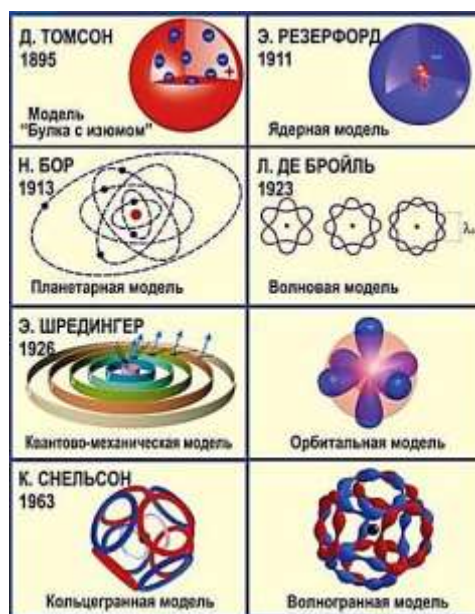 Д. ТОМСОН
1895
+
Модель
"Булка с изюмом"
Э. РЕЗЕРФОРД
1911
Ядерная модель
Н. БОР
1913
Планетарная модель
Л. ДЕ БРОЙЛЬ
1923
Волновая модель
Э. ШРЕДИНГЕР
1926
Квантово-механическая модель
Орбитальная модель
К. СНЕЛЬСОН
1963
Кольцегранная модель
Волногранная модель